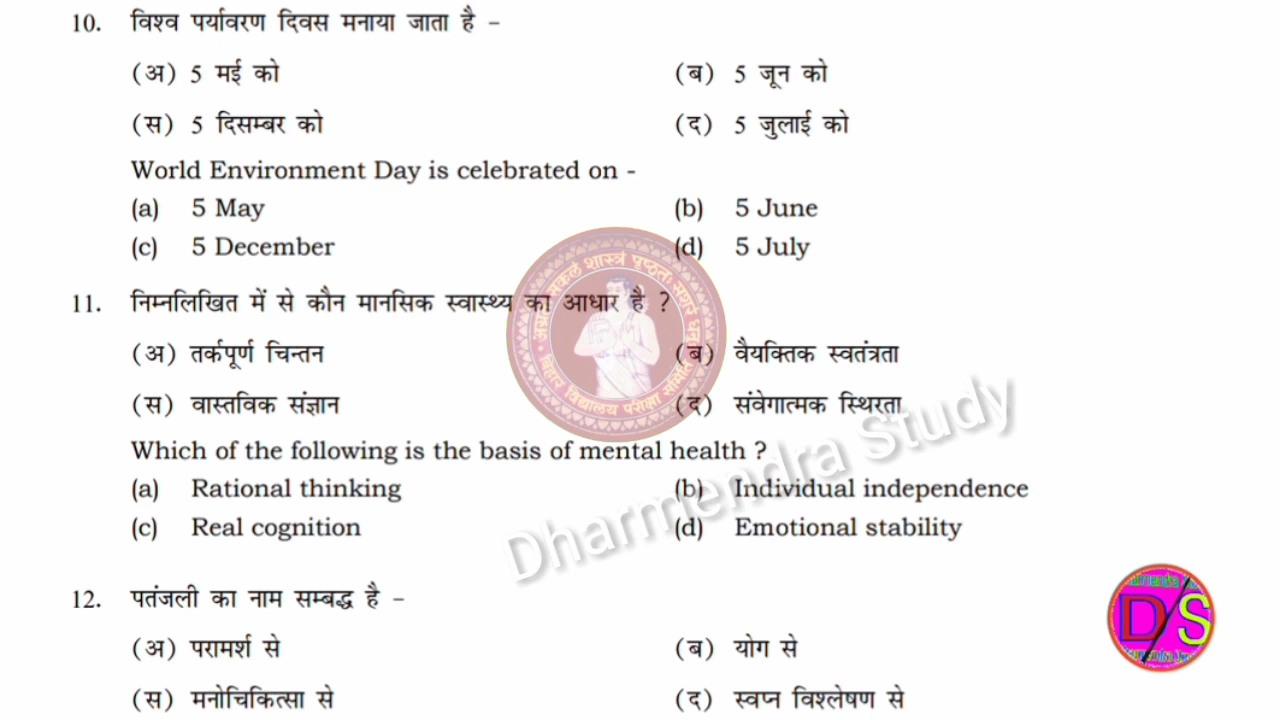 10. विश्व पर्यावरण दिवस मनाया जाता है –
(अ) 5 मई को (ब) 5 जून को
(स) 5 दिसम्बर को (द) 5 जुलाई को
World Environment Day is celebrated on -
(a) 5 May (b) 5 June
(c) 5 December (d) 5 July
11. निम्नलिखित में से कौन मानसिक स्वास्थ्य का आधार है ?
(अ) तर्कपूर्ण चिन्तन (ब) वैयक्तिक स्वतंत्रता
(स) वास्तविक संज्ञान (द) संवेगात्मक स्थिरता
Which of the following is the basis of mental health ?
(a) Rational thinking (b) Individual independence
(c) Real cognition (d) Emotional stability
Dharmendra Study
12. पतंजली का नाम सम्बद्ध है –
(अ) परामर्श से (ब) योग से
(स) मनोचिकित्सा से (द) स्वप्न विश्लेषण से
बिहार विद्यालय परीक्षा समिति
D/S